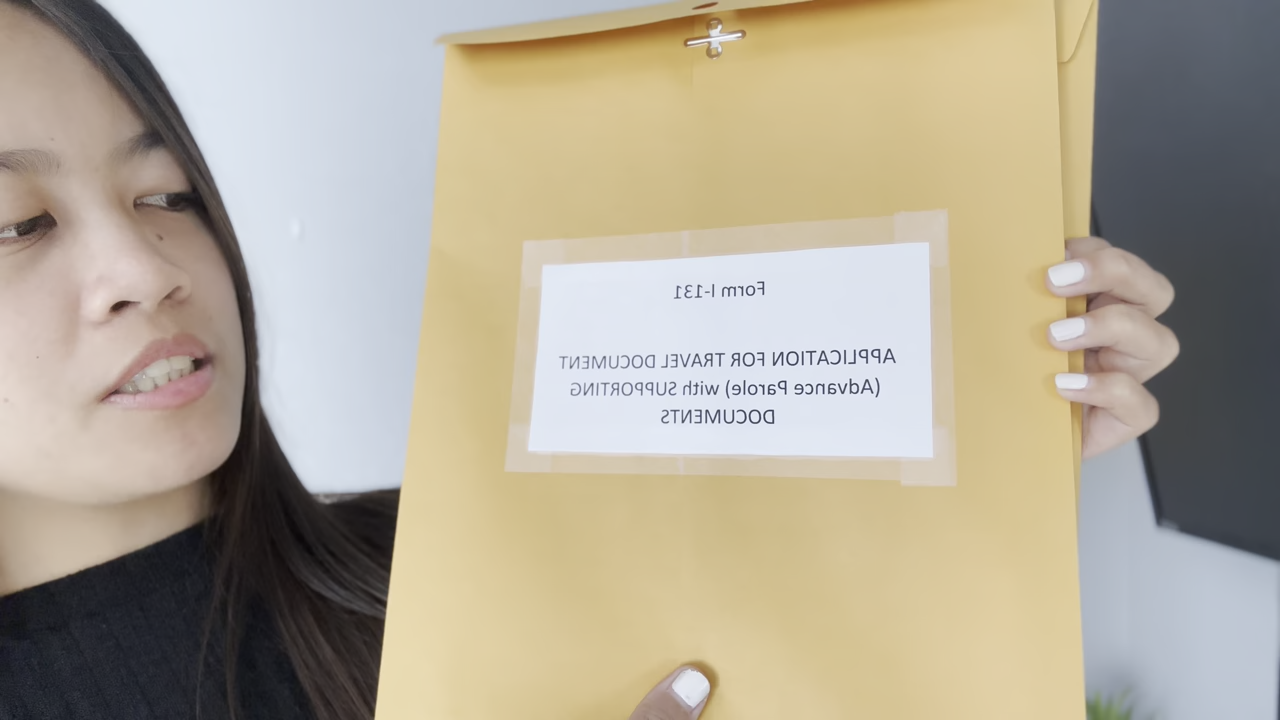 Form I-131
APPLICATION FOR TRAVEL DOCUMENT
(Advance Parole) with SUPPORTING
DOCUMENTS